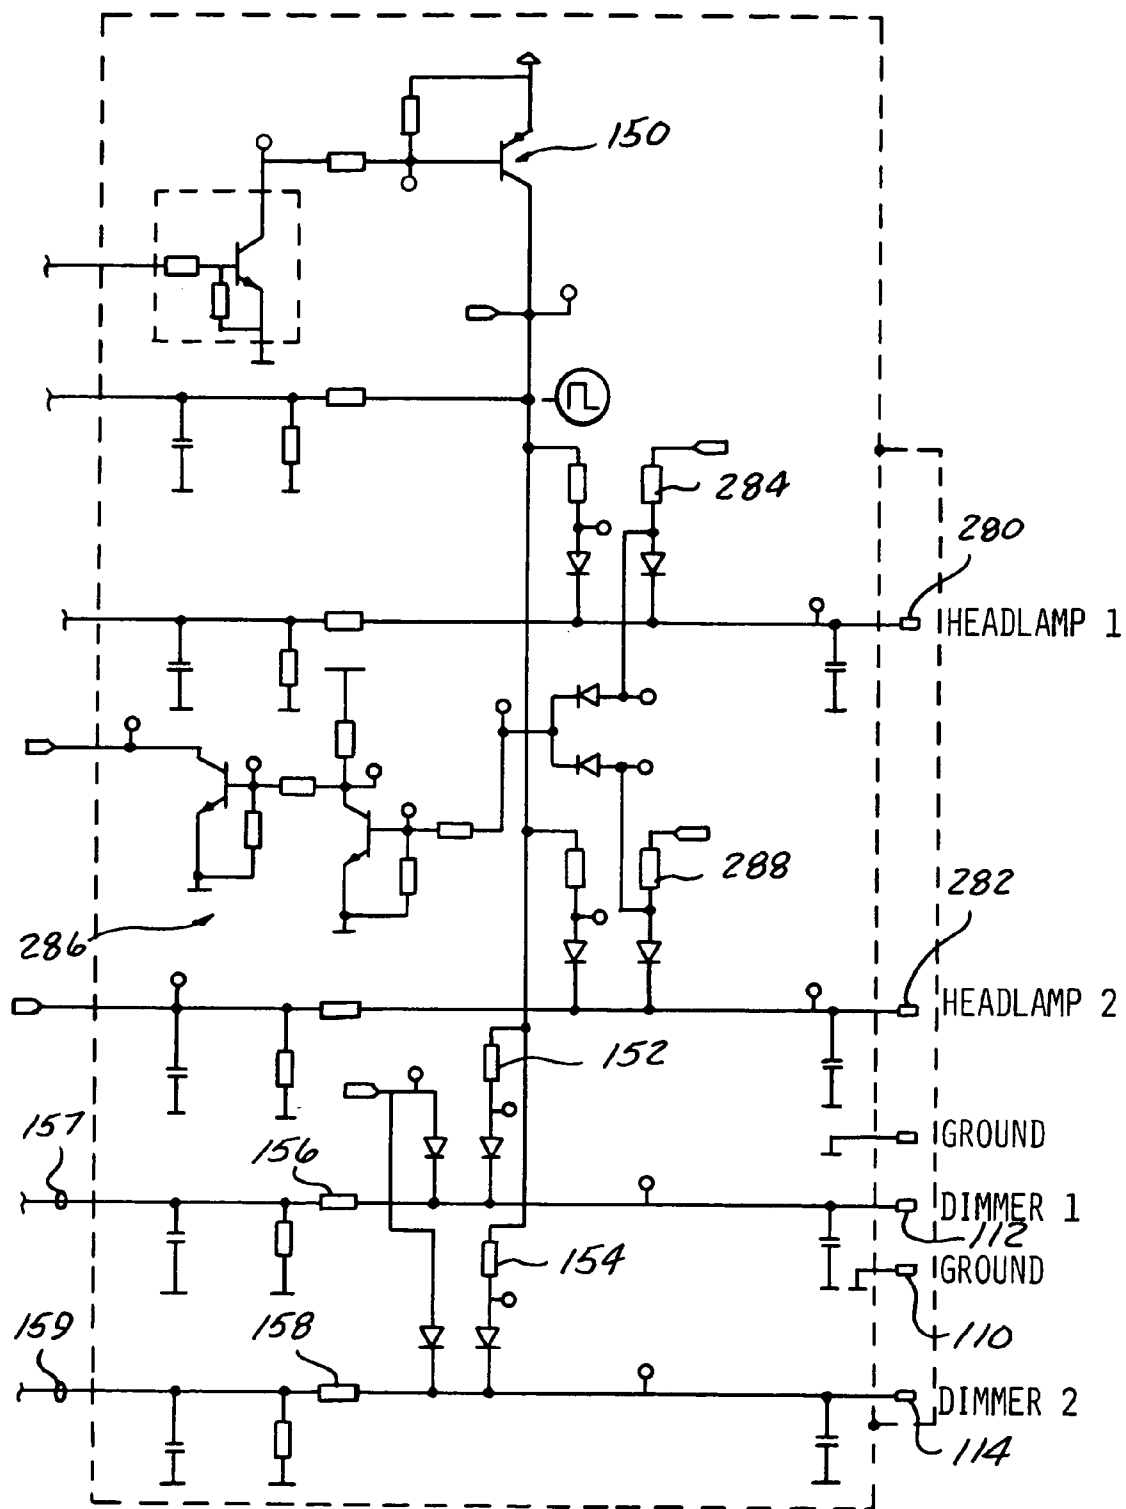 150
284
280
HEADLAMP 1
286
288
282
HEADLAMP 2
152
157
156
GROUND
DIMMER 1
112
154
GROUND
159
158
110
DIMMER 2
114